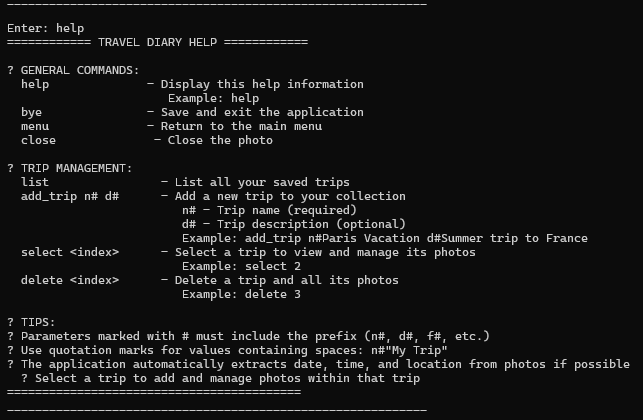 ____________________________________________________________
Enter: help
============ TRAVEL DIARY HELP ============
? GENERAL COMMANDS:
  help              - Display this help information
                       Example: help
  bye               - Save and exit the application
  menu              - Return to the main menu
  close              - Close the photo
? TRIP MANAGEMENT:
  list                - List all your saved trips
  add_trip n# d#      - Add a new trip to your collection
                         n# - Trip name (required)
                         d# - Trip description (optional)
                         Example: add_trip n#Paris Vacation d#Summer trip to France
  select <index>      - Select a trip to view and manage its photos
                         Example: select 2
  delete <index>      - Delete a trip and all its photos
                         Example: delete 3
? TIPS:
? Parameters marked with # must include the prefix (n#, d#, f#, etc.)
? Use quotation marks for values containing spaces: n#"My Trip"
? The application automatically extracts date, time, and location from photos if possible
  ? Select a trip to add and manage photos within that trip
==========================================
____________________________________________________________